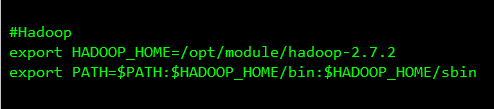 #Hadoop
export HADOOP_HOME=/opt/module/hadoop-2.7.2
export PATH=$PATH:$HADOOP_HOME/bin:$HADOOP_HOME/sbin